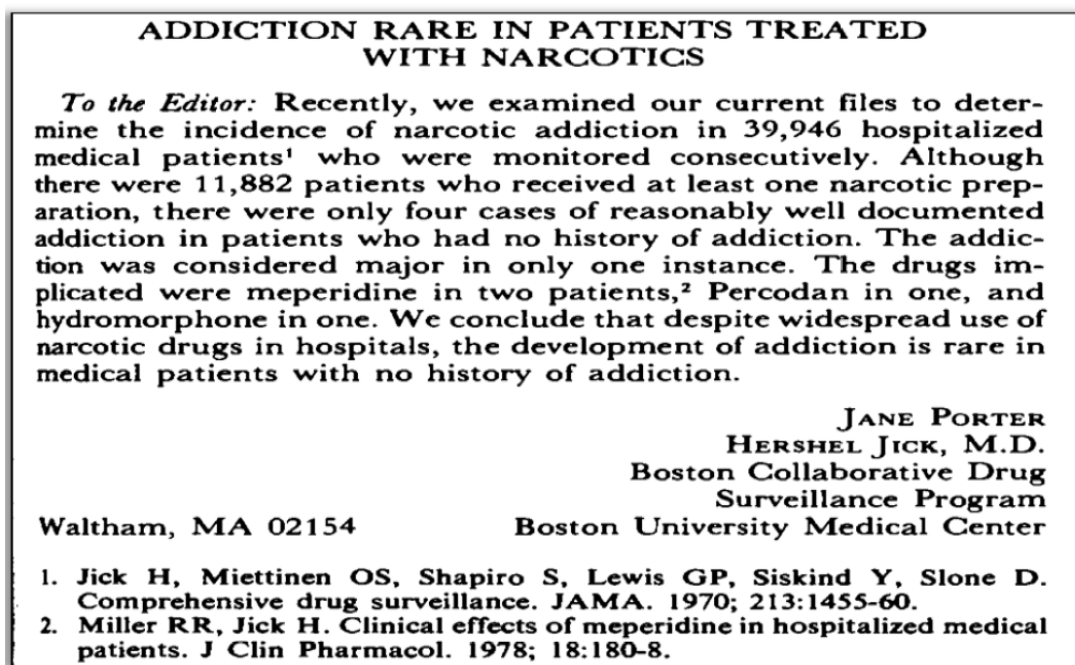 ADDICTION RARE IN PATIENTS TREATED
WITH NARCOTICS
To the Editor: Recently, we examined our current files to deter-
mine the incidence of narcotic addiction in 39,946 hospitalized
medical patients¹ who were monitored consecutively. Although
there were 11,882 patients who received at least one narcotic prep-
aration, there were only four cases of reasonably well documented
addiction in patients who had no history of addiction. The addic-
tion was considered major in only one instance. The drugs im-
plicated were meperidine in two patients,² Percodan in one, and
hydromorphone in one. We conclude that despite widespread use of
narcotic drugs in hospitals, the development of addiction is rare in
medical patients with no history of addiction.
JANE PORTER
HERSHEL JICK, M.D.
Boston Collaborative Drug
Surveillance Program
Waltham, MA 02154 Boston University Medical Center
1. Jick H, Miettinen OS, Shapiro S, Lewis GP, Siskind Y, Slone D.
Comprehensive drug surveillance. JAMA. 1970; 213:1455-60.
2. Miller RR, Jick H. Clinical effects of meperidine in hospitalized medical
patients. J Clin Pharmacol. 1978; 18:180-8.